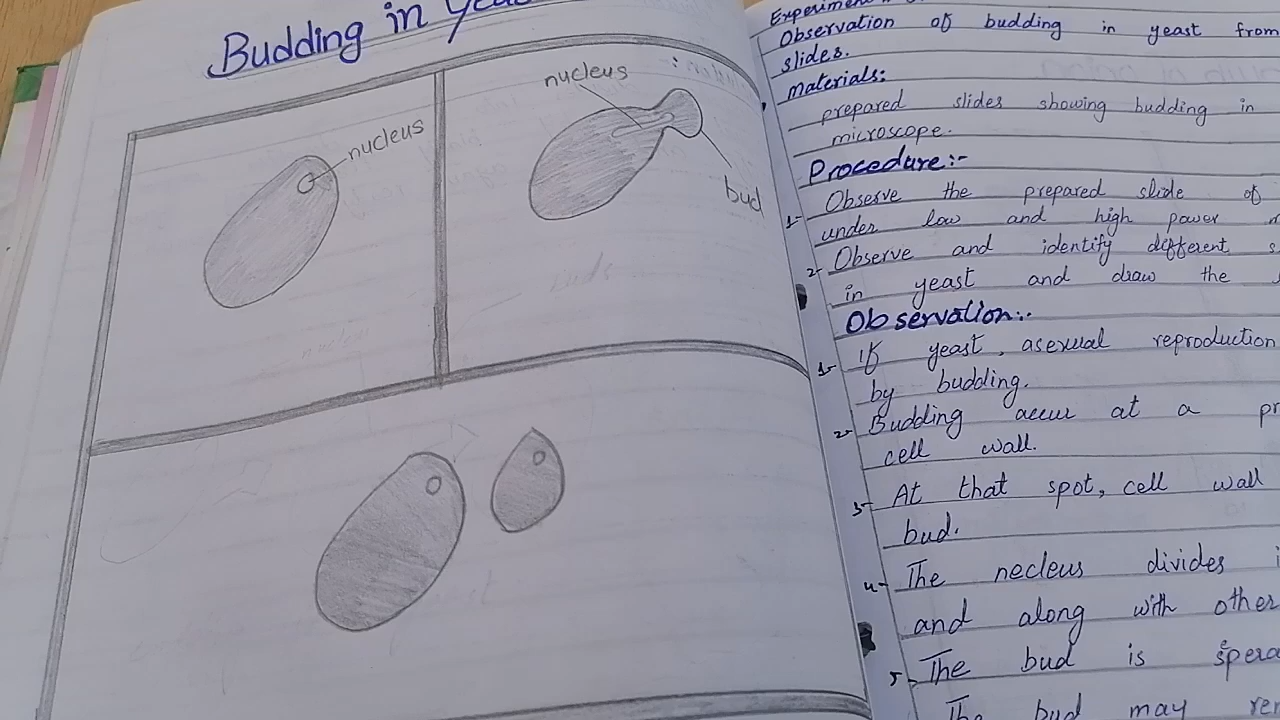 Budding in
nucleus
nucleus
bud
Observation of budding in yeast from
slides.
Materials:
prepared slides showing budding in
microscope.
Procedure:-
1- Observe the prepared slide of
under low and high power
2- Observe and identify different
in yeast and draw the
Observation:-
1- If yeast, asexual reproduction
by budding.
2- Budding accur at a
cell wall.
3- At that spot, cell wall
bud.
4- The necleus divides
and along with other
5- The bud is
The bud may